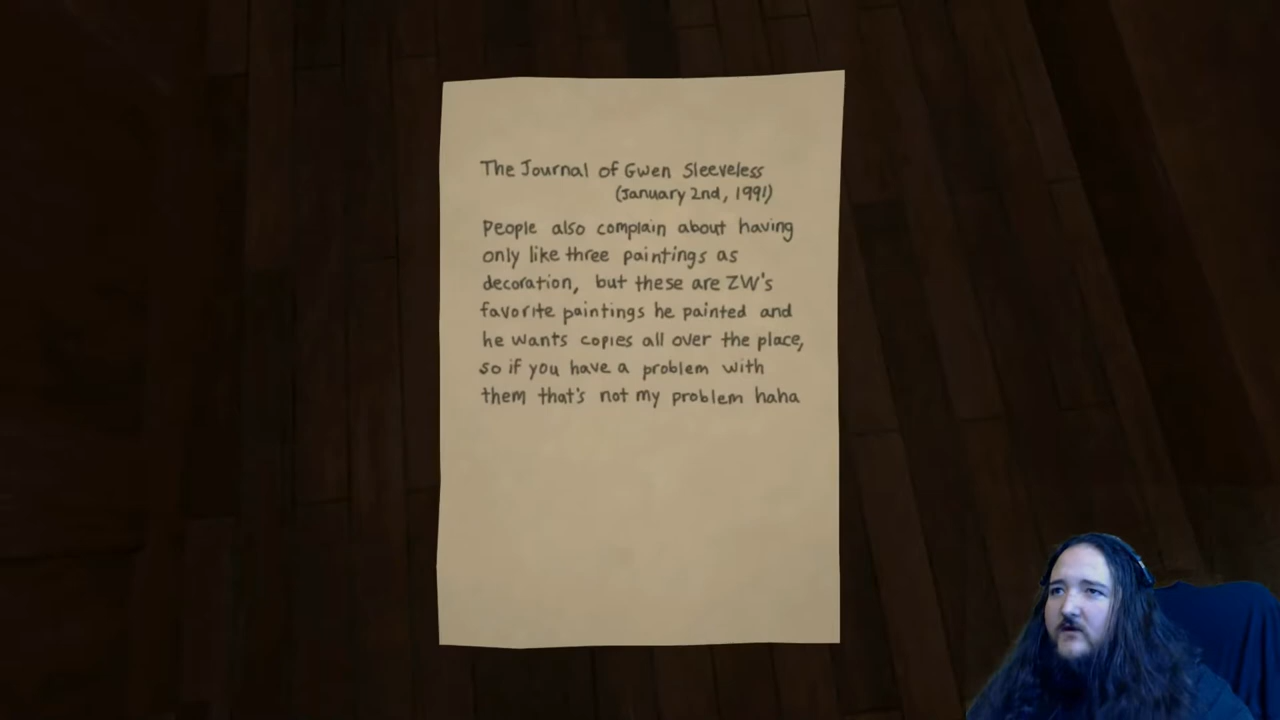 The Journal of Gwen Sleeveless
(January 2nd, 1991)
People also complain about having
only like three paintings as
decoration, but these are ZW's
favorite paintings he painted and
he wants copies all over the place,
so if you have a problem with
them that's not my problem haha